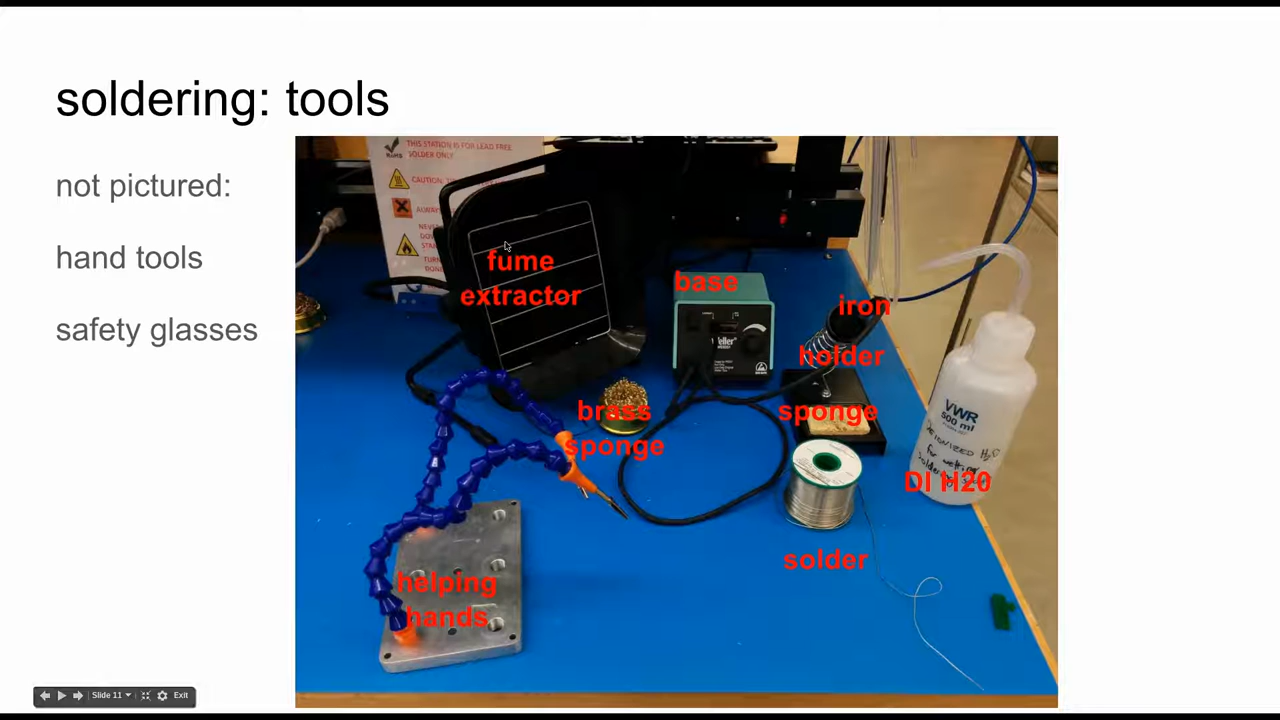 soldering: tools
not pictured:
hand tools
safety glasses
RoHS
THIS STATION IS FOR LEAD FREE
SOLDER ONLY
fume
extractor
base
iron
holder
brass
sponge
sponge
VWR
500 ml
DI H20
solder
helping
hands
Slide 11
Exit